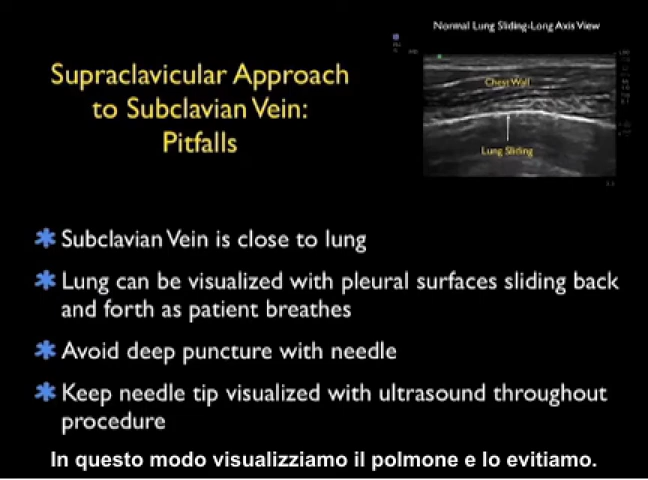 Normal Lung Sliding-Long Axis View
Supraclavicular Approach
to Subclavian Vein:
Pitfalls
Chest Wall
Lung Sliding
Subclavian Vein is close to lung
Lung can be visualized with pleural surfaces sliding back
and forth as patient breathes
Avoid deep puncture with needle
Keep needle tip visualized with ultrasound throughout
procedure
In questo modo visualizziamo il polmone e lo evitiamo.